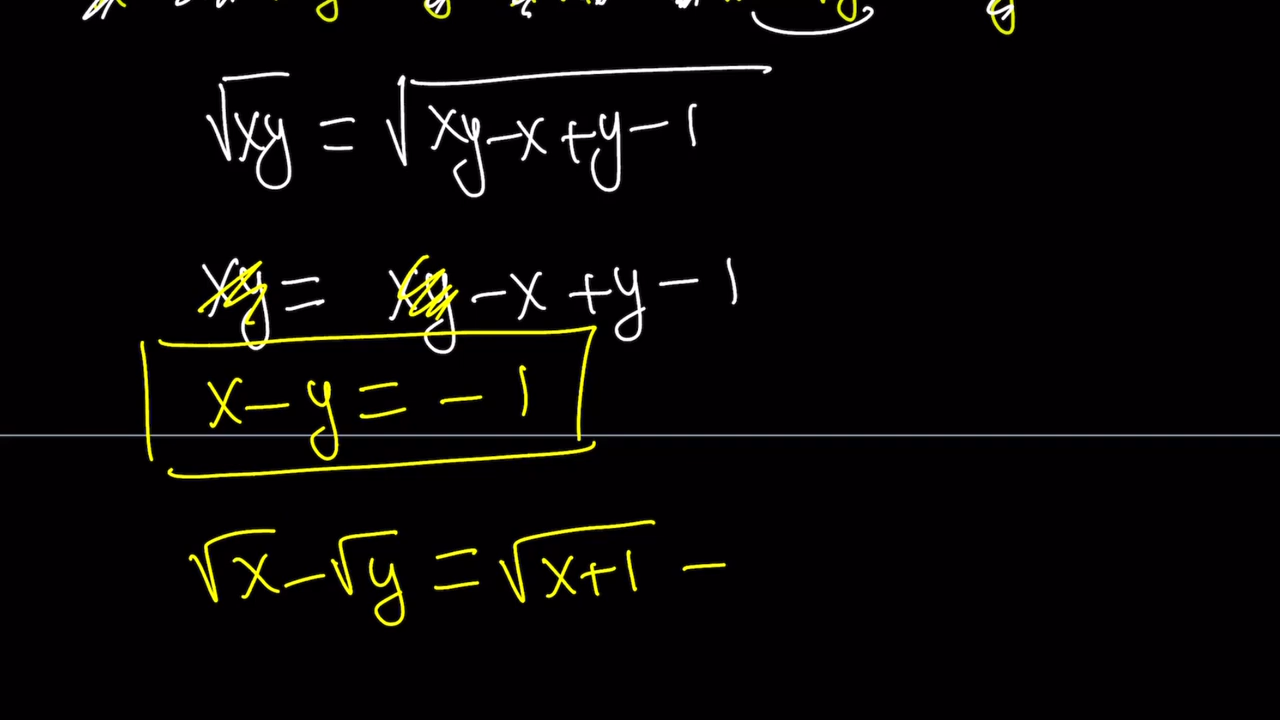 √xy = √xy-x+y-1
xy = xy-x+y-1
x-y=-1
√x-√y=√x+1 -